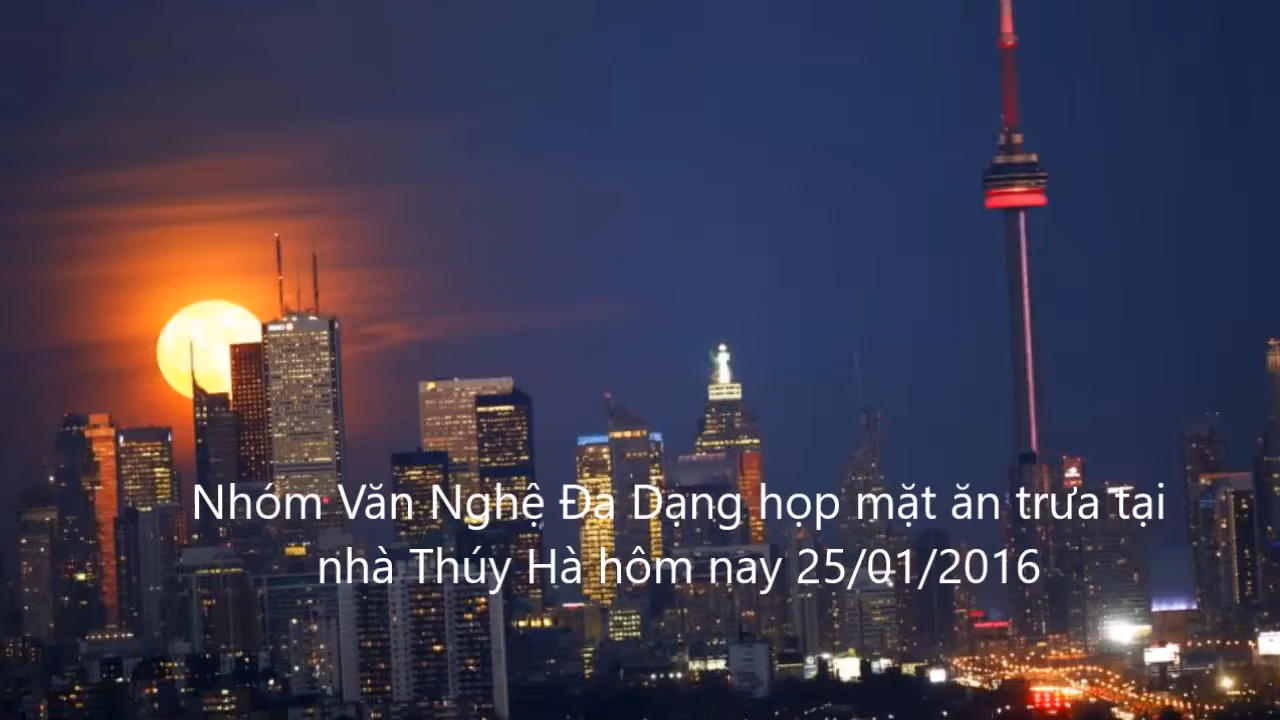 Nhóm Văn Nghệ Đa Dạng họp mặt ăn trưa tại
nhà Thúy Hà hôm nay 25/01/2016